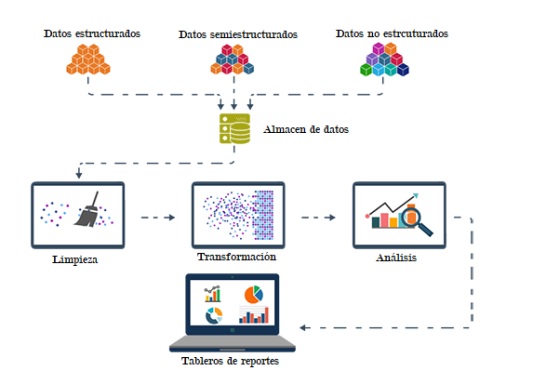 Datos estructurados
Datos semiestructurados
Datos no estrcuturados
Almacen de datos
Limpieza
Transformación
Análisis
Tableros de reportes